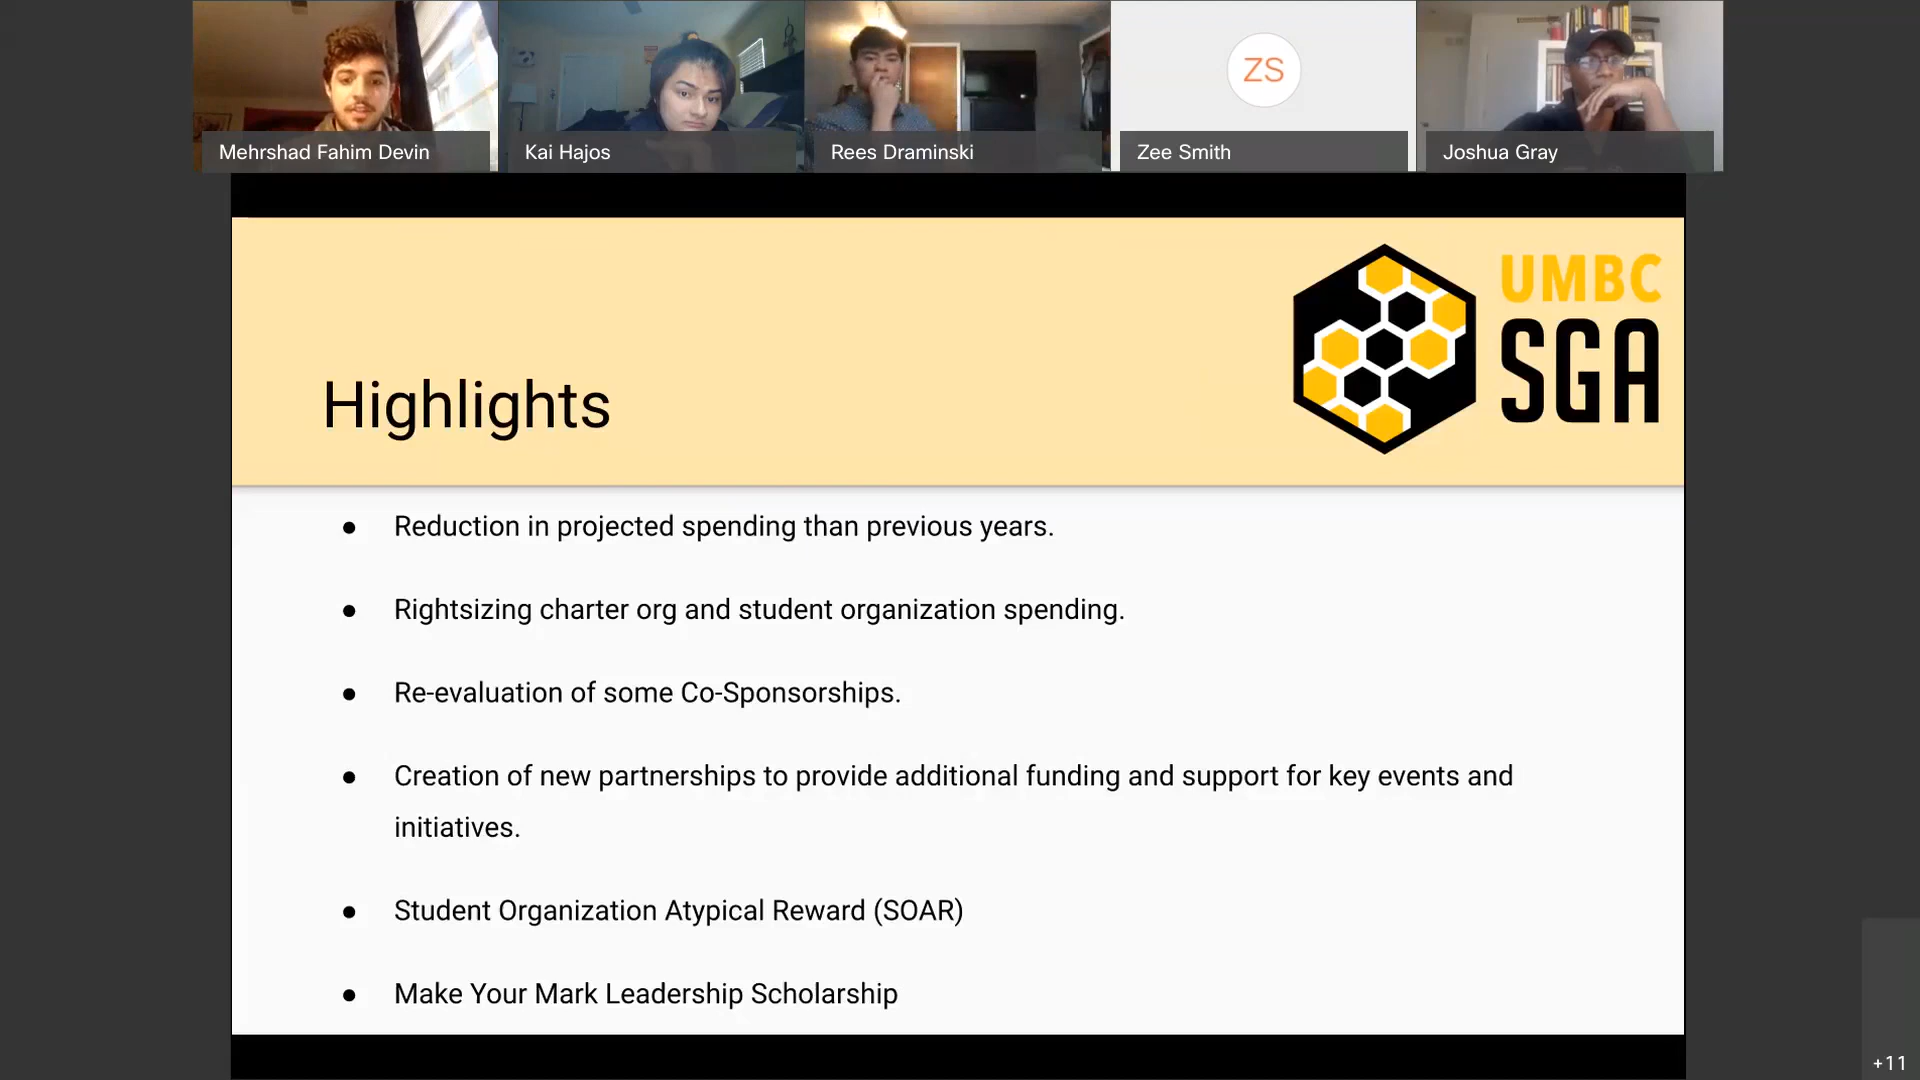 Mehrshad Fahim Devin
Kai Hajos
Rees Draminski
ZS
Zee Smith
Joshua Gray
UMBC
SGA
Highlights
● Reduction in projected spending than previous years.
● Rightsizing charter org and student organization spending.
● Re-evaluation of some Co-Sponsorships.
● Creation of new partnerships to provide additional funding and support for key events and
initiatives.
● Student Organization Atypical Reward (SOAR)
● Make Your Mark Leadership Scholarship
+11